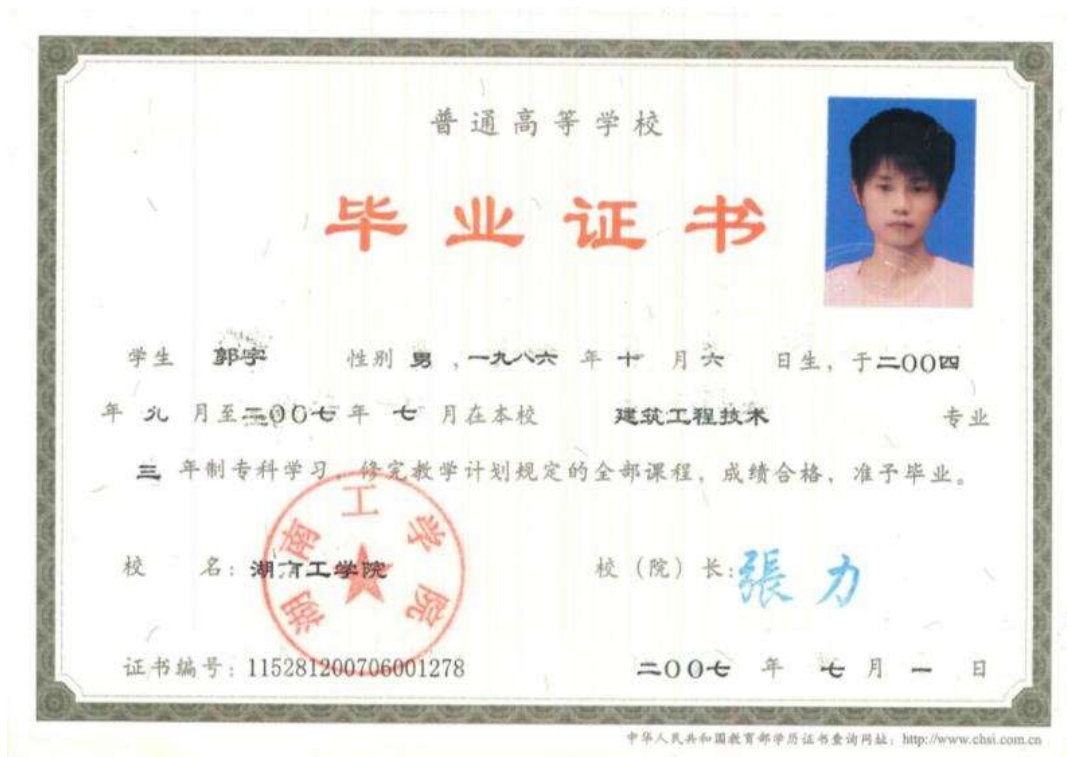 普通高等学校
毕业证书
学生 郭宇 性别 男 ,一九八六 年 十 月 六 日生，于二〇〇四
年 九 月至二〇〇七年 七 月在本校 建筑工程技术 专业
三 年制专科学习，修完教学计划规定的全部课程，成绩合格，准予毕业。
校 名：湖南工学院 校（院）长：張力
湖南工学院
证书编号：115281200706001278 二〇〇七 年 七 月 一 日
中华人民共和国教育部学历证书查询网址：http://www.chsi.com.cn